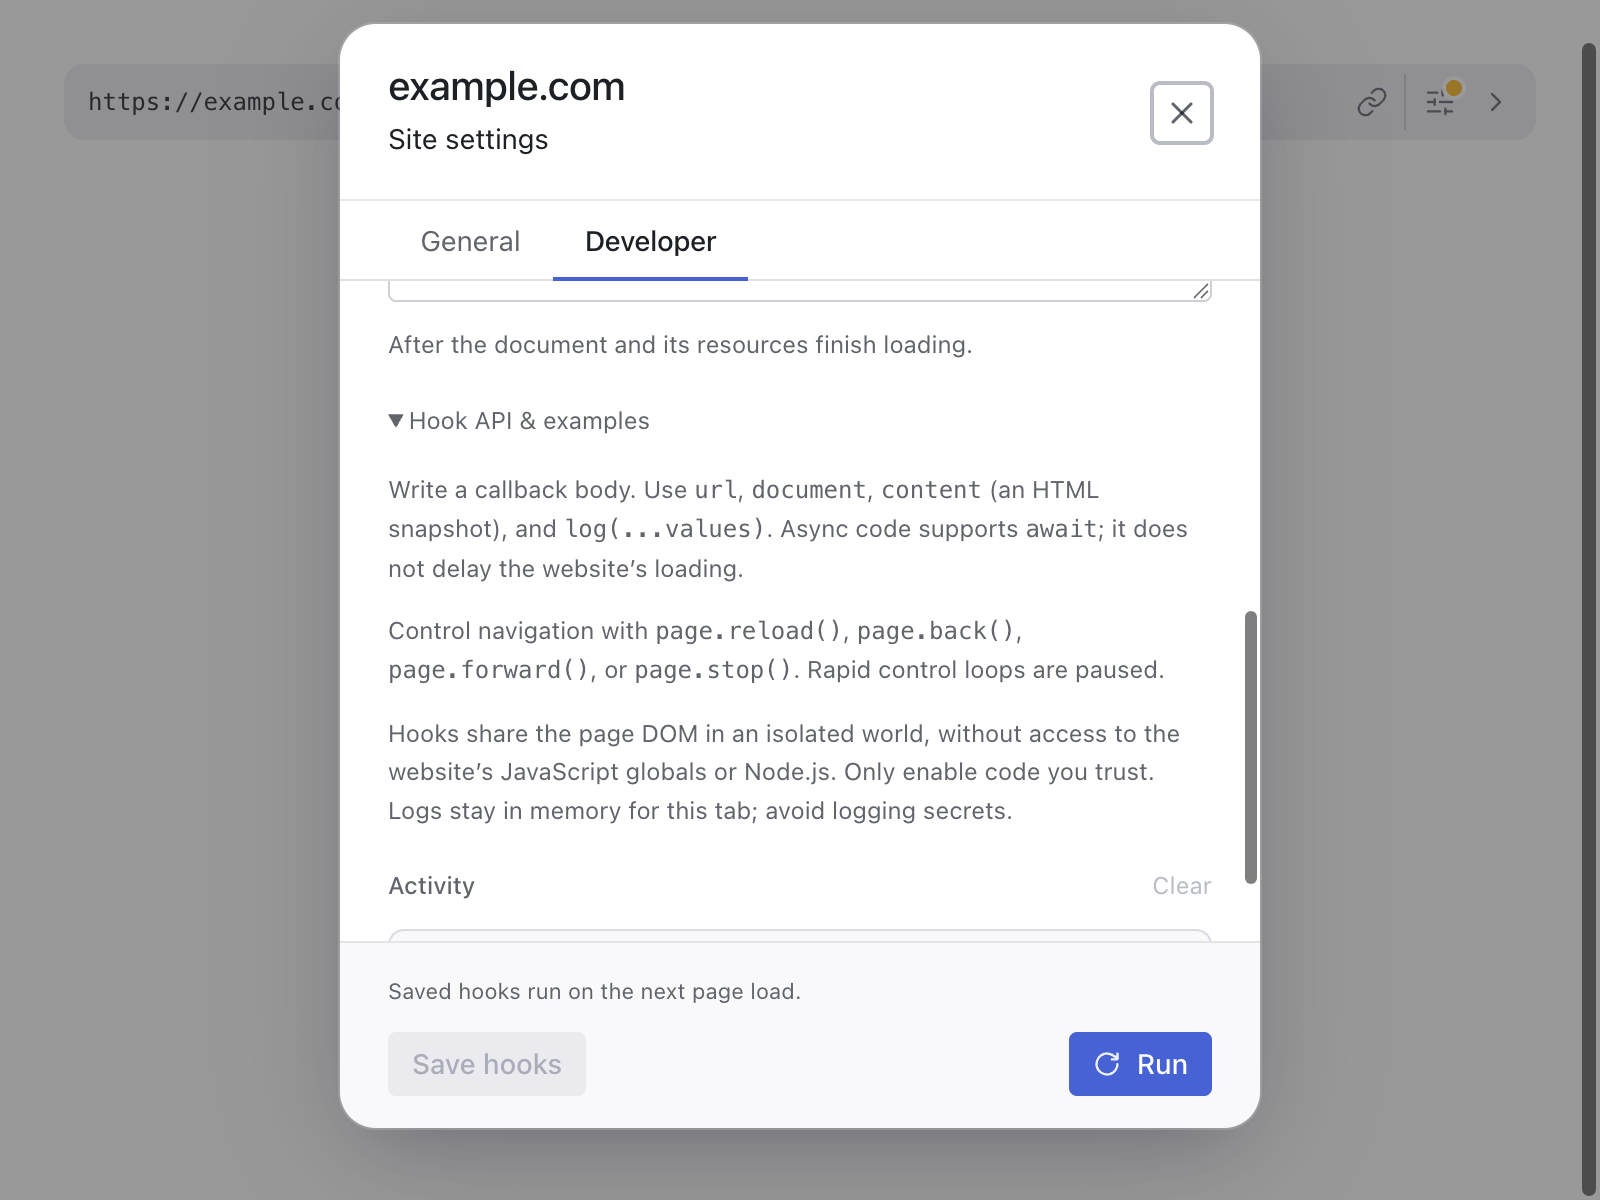 example.com
Site settings
https://example.co
General
Developer
After the document and its resources finish loading.
▼ Hook API & examples
Write a callback body. Use url, document, content (an HTML
snapshot), and log(...values). Async code supports await; it does
not delay the website’s loading.
Control navigation with page.reload(), page.back(),
page.forward(), or page.stop(). Rapid control loops are paused.
Hooks share the page DOM in an isolated world, without access to the
website’s JavaScript globals or Node.js. Only enable code you trust.
Logs stay in memory for this tab; avoid logging secrets.
Activity
Clear
Saved hooks run on the next page load.
Save hooks
Run